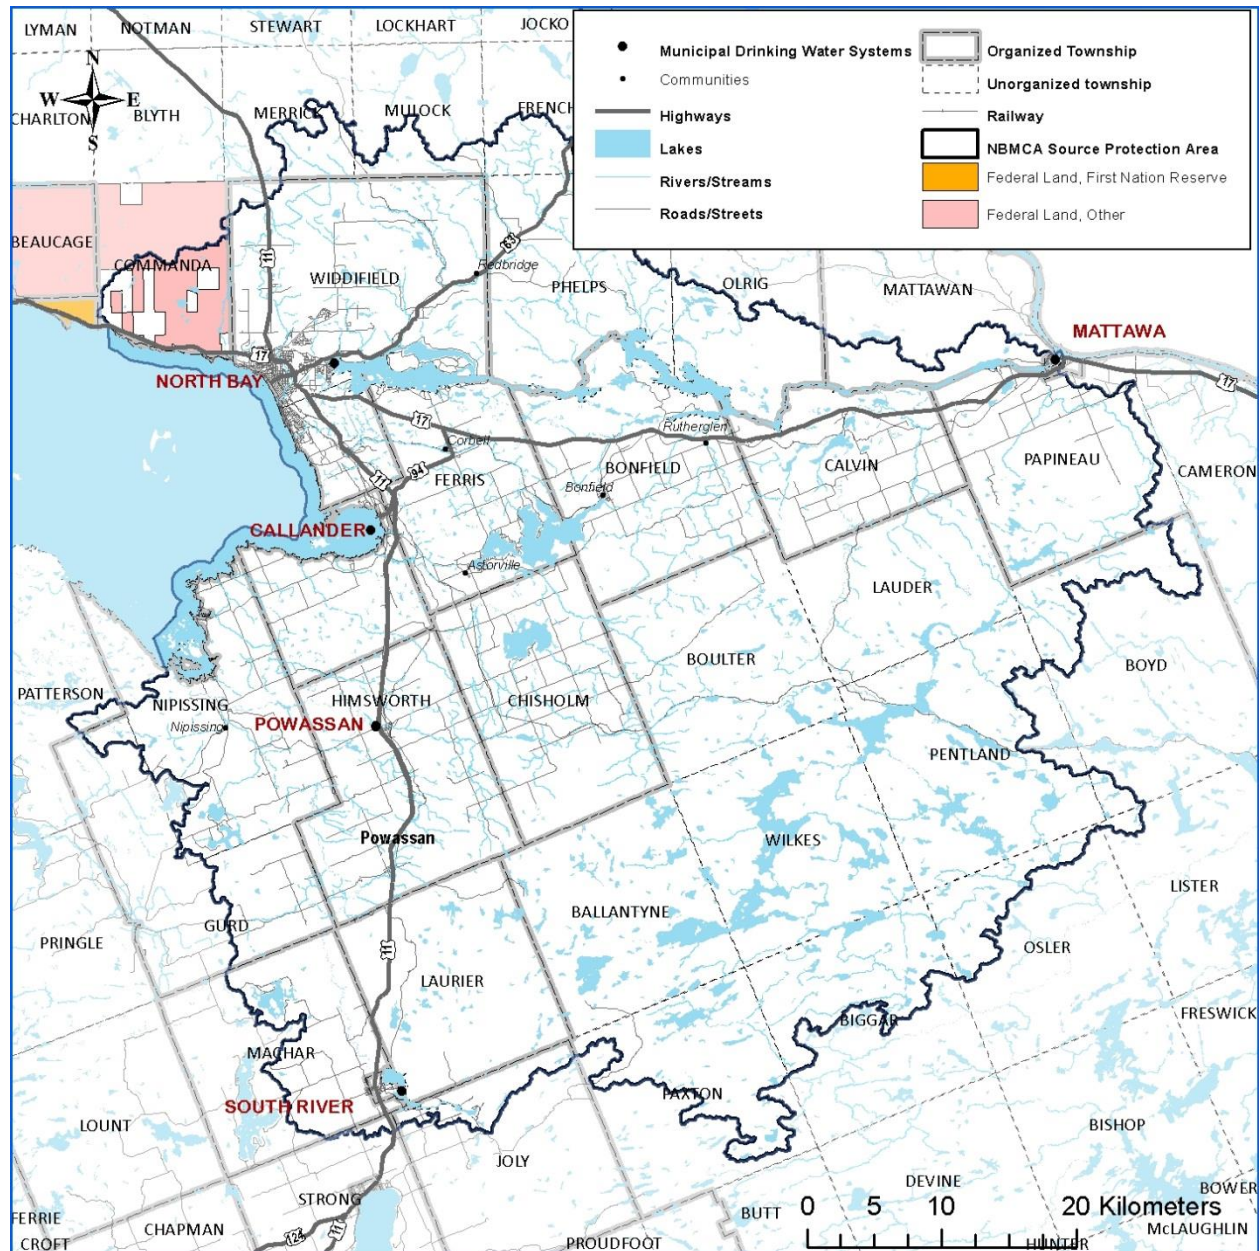 LYMAN
NOTMAN
STEWART
LOCKHART
JOCKO
N
W E
S
CHARLTON
BLYTH
MERRICK
MULOCK
FRENCH
Municipal Drinking Water Systems
Communities
Highways
Lakes
Rivers/Streams
Roads/Streets
Organized Township
Unorganized township
Railway
NBMCA Source Protection Area
Federal Land, First Nation Reserve
Federal Land, Other
BEAUCAGE
COMMANDA
11
WIDDIFIELD
63
Redbridge
PHELPS
OLRIG
MATTAWAN
MATTAWA
17
NORTH BAY
17
17
Corbeil
Rutherglen
94
11
FERRIS
BONFIELD
CALVIN
PAPINEAU
CAMERON
Bonfield
CALLANDER
Astorville
LAUDER
BOULTER
BOYD
PATTERSON
NIPISSING
HIMSWORTH
CHISHOLM
Nipissing
POWASSAN
PENTLAND
Powassan
WILKES
LISTER
BALLANTYNE
GURD
PRINGLE
OSLER
11
LAURIER
FRESWICK
BIGGAR
MACHAR
PAXTON
SOUTH RIVER
LOUNT
BISHOP
JOLY
DEVINE
STRONG
BOWER
0 5 10 20 Kilometers
BUTT
FERRIE
CROFT
CHAPMAN
124
11
PROUDFOOT
HUNTER
McLAUGHLIN